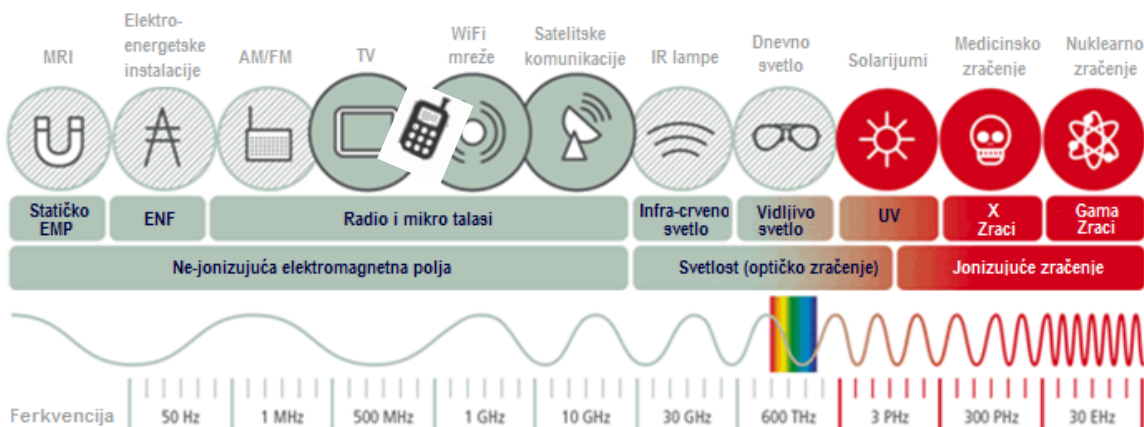 MRI
Elektro-
energetske
instalacije
AM/FM
TV
WiFi
mreže
Satelitske
komunikacije
IR lampe
Dnevno
svetlo
Solarijumi
Medicinsko
zračenje
Nuklearno
zračenje
Statičko
EMP
ENF
Radio i mikro talasi
Infra-crveno
svetlo
Vidljivo
svetlo
UV
X
Zraci
Gama
Zraci
Ne-jonizujuća elektromagnetna polja
Svetlost (optičko zračenje)
Jonizujuće zračenje
Ferkvencija
50 Hz
1 MHz
500 MHz
1 GHz
10 GHz
30 GHz
600 THz
3 PHz
300 PHz
30 EHz